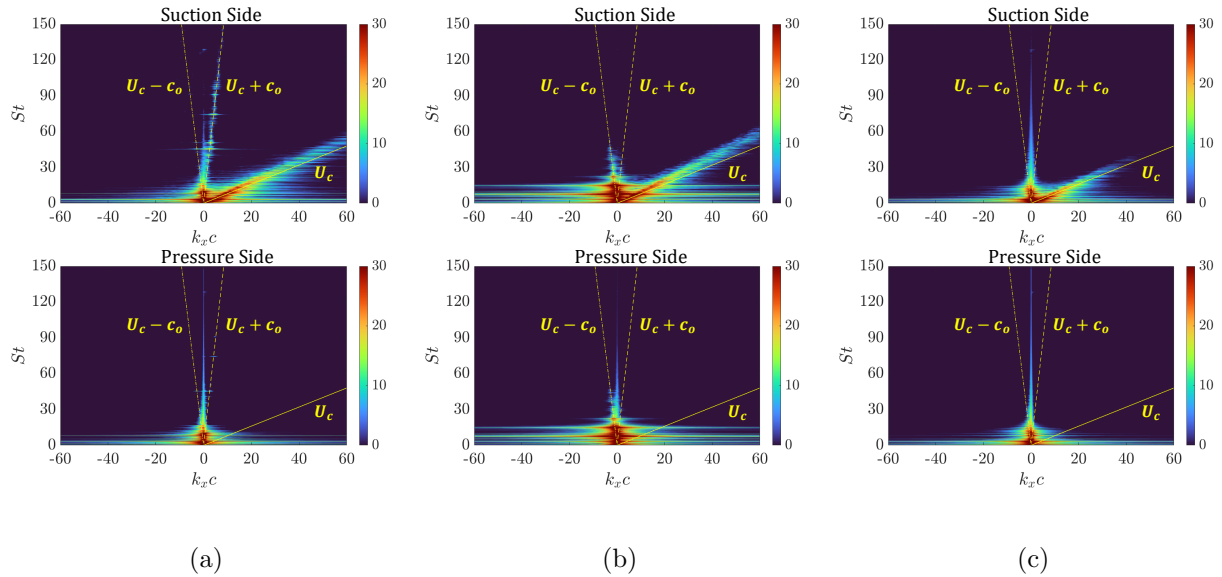 Suction Side
150
120
90
60
30
0
St
-60 -40 -20 0 20 40 60
k_x c
U_c − c_o
U_c + c_o
U_c
30
20
10
0
Suction Side
150
120
90
60
30
0
St
-60 -40 -20 0 20 40 60
k_x c
U_c − c_o
U_c + c_o
U_c
30
20
10
0
Suction Side
150
120
90
60
30
0
St
-60 -40 -20 0 20 40 60
k_x c
U_c − c_o
U_c + c_o
U_c
30
20
10
0
Pressure Side
150
120
90
60
30
0
St
-60 -40 -20 0 20 40 60
k_x c
U_c − c_o
U_c + c_o
U_c
30
20
10
0
Pressure Side
150
120
90
60
30
0
St
-60 -40 -20 0 20 40 60
k_x c
U_c − c_o
U_c + c_o
U_c
30
20
10
0
Pressure Side
150
120
90
60
30
0
St
-60 -40 -20 0 20 40 60
k_x c
U_c − c_o
U_c + c_o
U_c
30
20
10
0
(a) (b) (c)